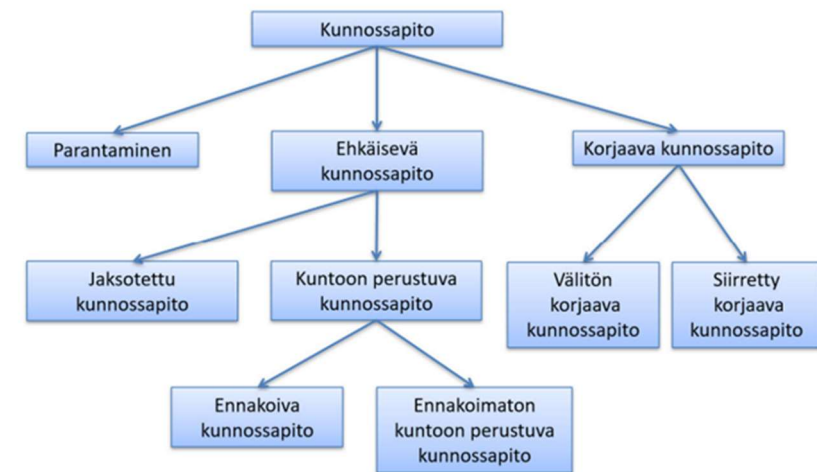 Kunnossapito
Parantaminen
Ehkäisevä
kunnossapito
Korjaava kunnossapito
Jaksotettu
kunnossapito
Kuntoon perustuva
kunnossapito
Välitön
korjaava
kunnossapito
Siirretty
korjaava
kunnossapito
Ennakoiva
kunnossapito
Ennakoimaton
kuntoon perustuva
kunnossapito